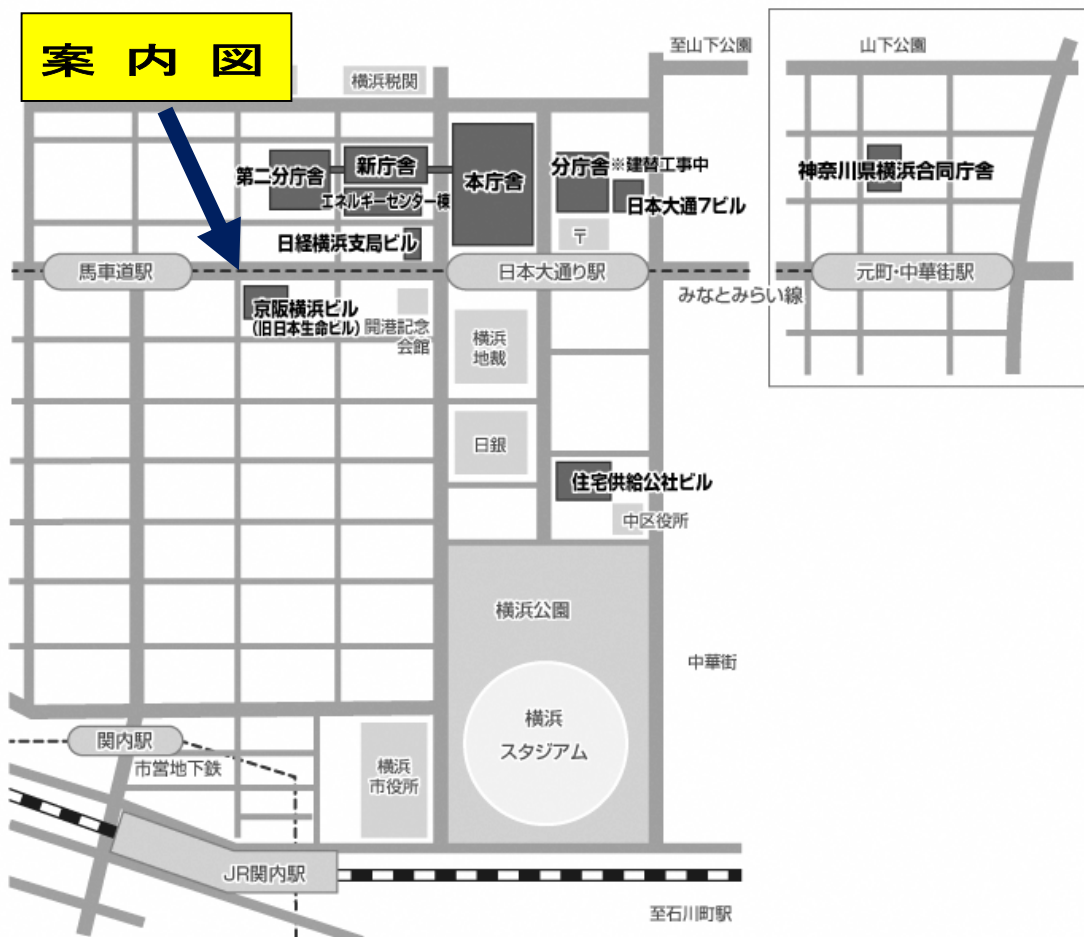 案内図
至山下公園
横浜税関
第二分庁舎
新庁舎
エネルギーセンター棟
本庁舎
分庁舎※建替工事中
日本大通7ビル
〒
日経横浜支局ビル
馬車道駅
日本大通り駅
みなとみらい線
京阪横浜ビル
(旧日本生命ビル)
開港記念
会館
横浜
地裁
日銀
住宅供給公社ビル
中区役所
横浜公園
中華街
横浜
スタジアム
関内駅
市営地下鉄
横浜
市役所
JR関内駅
至石川町駅
山下公園
神奈川県横浜合同庁舎
元町・中華街駅